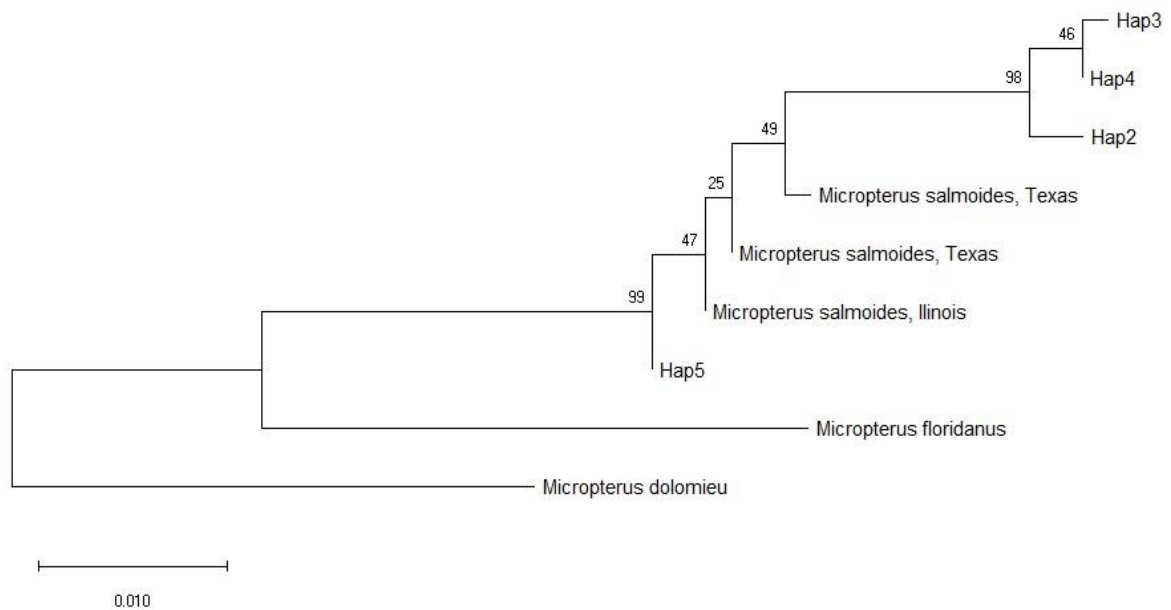 Hap3
46
Hap4
98
Hap2
49
Micropterus salmoides, Texas
25
Micropterus salmoides, Texas
47
Micropterus salmoides, Ilinois
99
Hap5
Micropterus floridanus
Micropterus dolomieu
0.010